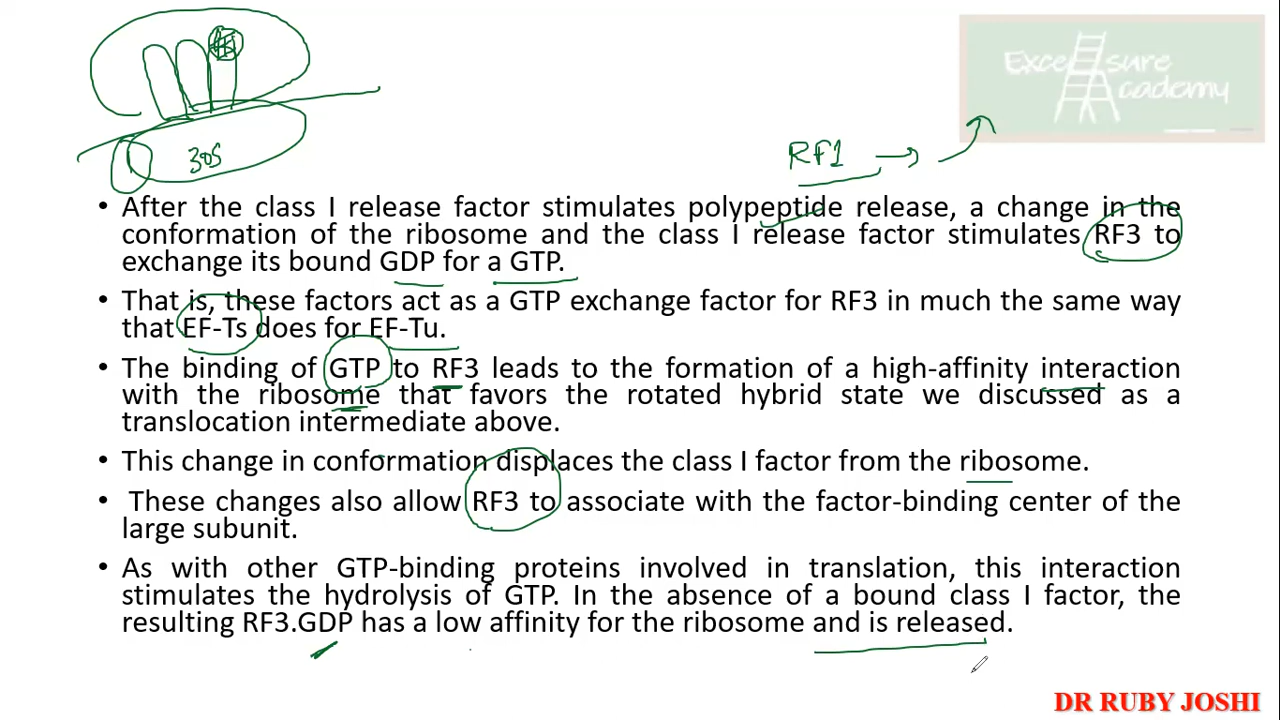 Excel sure
Academy
30S
RF1
• After the class I release factor stimulates polypeptide release, a change in the
conformation of the ribosome and the class I release factor stimulates RF3 to
exchange its bound GDP for a GTP.
• That is, these factors act as a GTP exchange factor for RF3 in much the same way
that EF-Ts does for EF-Tu.
• The binding of GTP to RF3 leads to the formation of a high-affinity interaction
with the ribosome that favors the rotated hybrid state we discussed as a
translocation intermediate above.
• This change in conformation displaces the class I factor from the ribosome.
• These changes also allow RF3 to associate with the factor-binding center of the
large subunit.
• As with other GTP-binding proteins involved in translation, this interaction
stimulates the hydrolysis of GTP. In the absence of a bound class I factor, the
resulting RF3.GDP has a low affinity for the ribosome and is released.
DR RUBY JOSHI